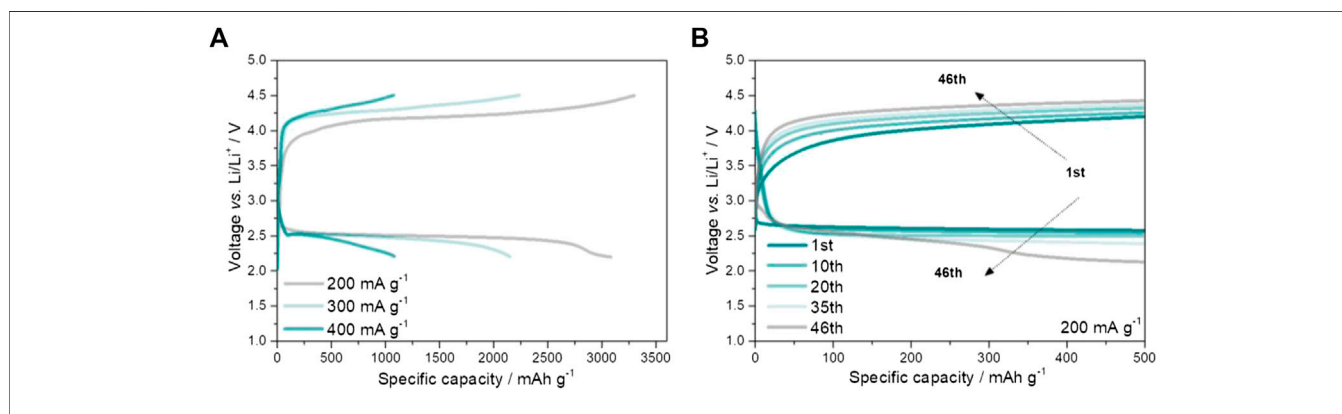 A
Voltage vs. Li/Li⁺ / V
5.0
4.5
4.0
3.5
3.0
2.5
2.0
1.5
1.0
200 mA g⁻¹
300 mA g⁻¹
400 mA g⁻¹
0 500 1000 1500 2000 2500 3000 3500
Specific capacity / mAh g⁻¹
B
Voltage vs. Li/Li⁺ / V
5.0
4.5
4.0
3.5
3.0
2.5
2.0
1.5
1.0
46th
1st
46th
1st
10th
20th
35th
46th
200 mA g⁻¹
0 100 200 300 400 500
Specific capacity / mAh g⁻¹